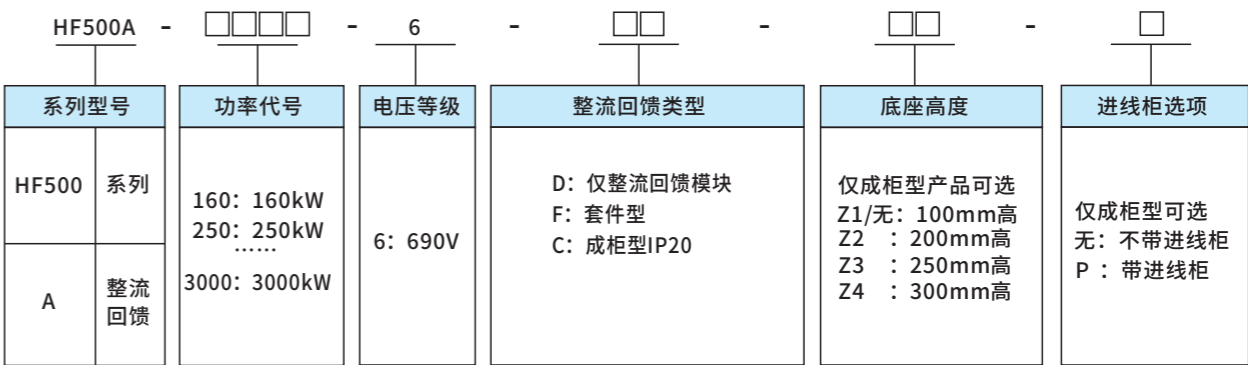 HF500A - □□□□ - 6 - □□ - □□ - □
系列型号 功率代号 电压等级 整流回馈类型 底座高度 进线柜选项
HF500 系列
A 整流
回馈
160：160kW
250：250kW
……
3000：3000kW
6：690V
D：仅整流回馈模块
F：套件型
C：成柜型IP20
仅成柜型产品可选
Z1/无：100mm高
Z2 ：200mm高
Z3 ：250mm高
Z4 ：300mm高
仅成柜型可选
无：不带进线柜
P ：带进线柜